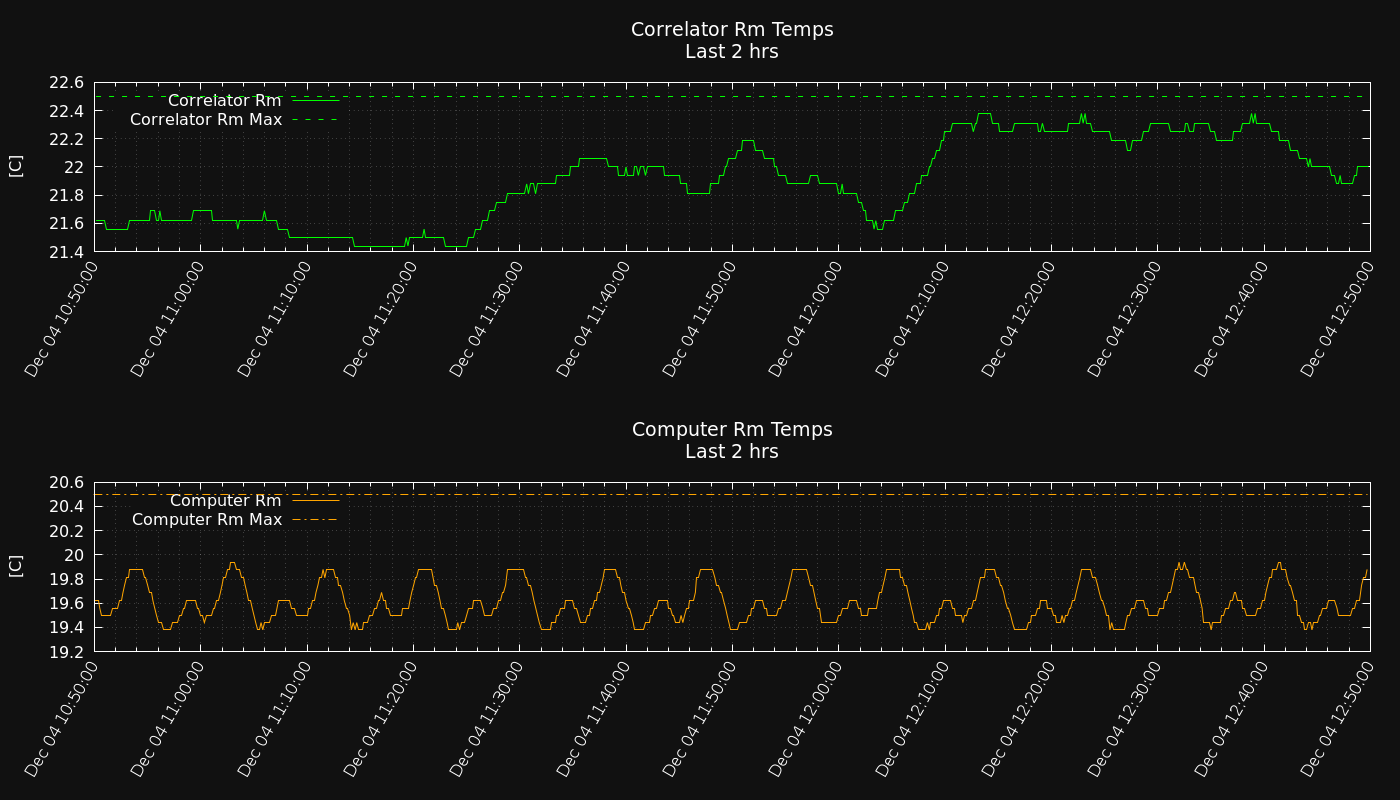 Correlator Rm Temps
Last 2 hrs
22.6
22.4
22.2
22
21.8
21.6
21.4
[C]
Correlator Rm
Correlator Rm Max
Dec 04 10:50:00
Dec 04 11:00:00
Dec 04 11:10:00
Dec 04 11:20:00
Dec 04 11:30:00
Dec 04 11:40:00
Dec 04 11:50:00
Dec 04 12:00:00
Dec 04 12:10:00
Dec 04 12:20:00
Dec 04 12:30:00
Dec 04 12:40:00
Dec 04 12:50:00
Computer Rm Temps
Last 2 hrs
20.6
20.4
20.2
20
19.8
19.6
19.4
19.2
[C]
Computer Rm
Computer Rm Max
Dec 04 10:50:00
Dec 04 11:00:00
Dec 04 11:10:00
Dec 04 11:20:00
Dec 04 11:30:00
Dec 04 11:40:00
Dec 04 11:50:00
Dec 04 12:00:00
Dec 04 12:10:00
Dec 04 12:20:00
Dec 04 12:30:00
Dec 04 12:40:00
Dec 04 12:50:00